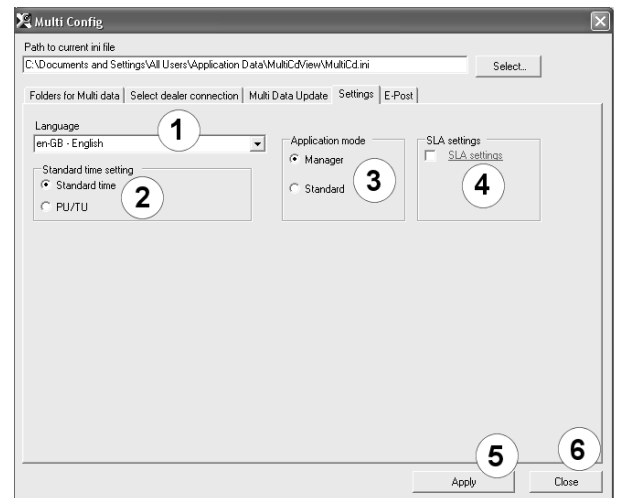 Multi Config
Path to current ini file
C:\Documents and Settings\All Users\Application Data\MultiCdView\MultiCd.ini
Select...
Folders for Multi data | Select dealer connection | Multi Data Update | Settings | E-Post
Language
1
en-GB - English
Standard time setting
Standard time
PU/TU
2
Application mode
Manager
Standard
3
SLA settings
SLA settings
4
5
6
Apply
Close